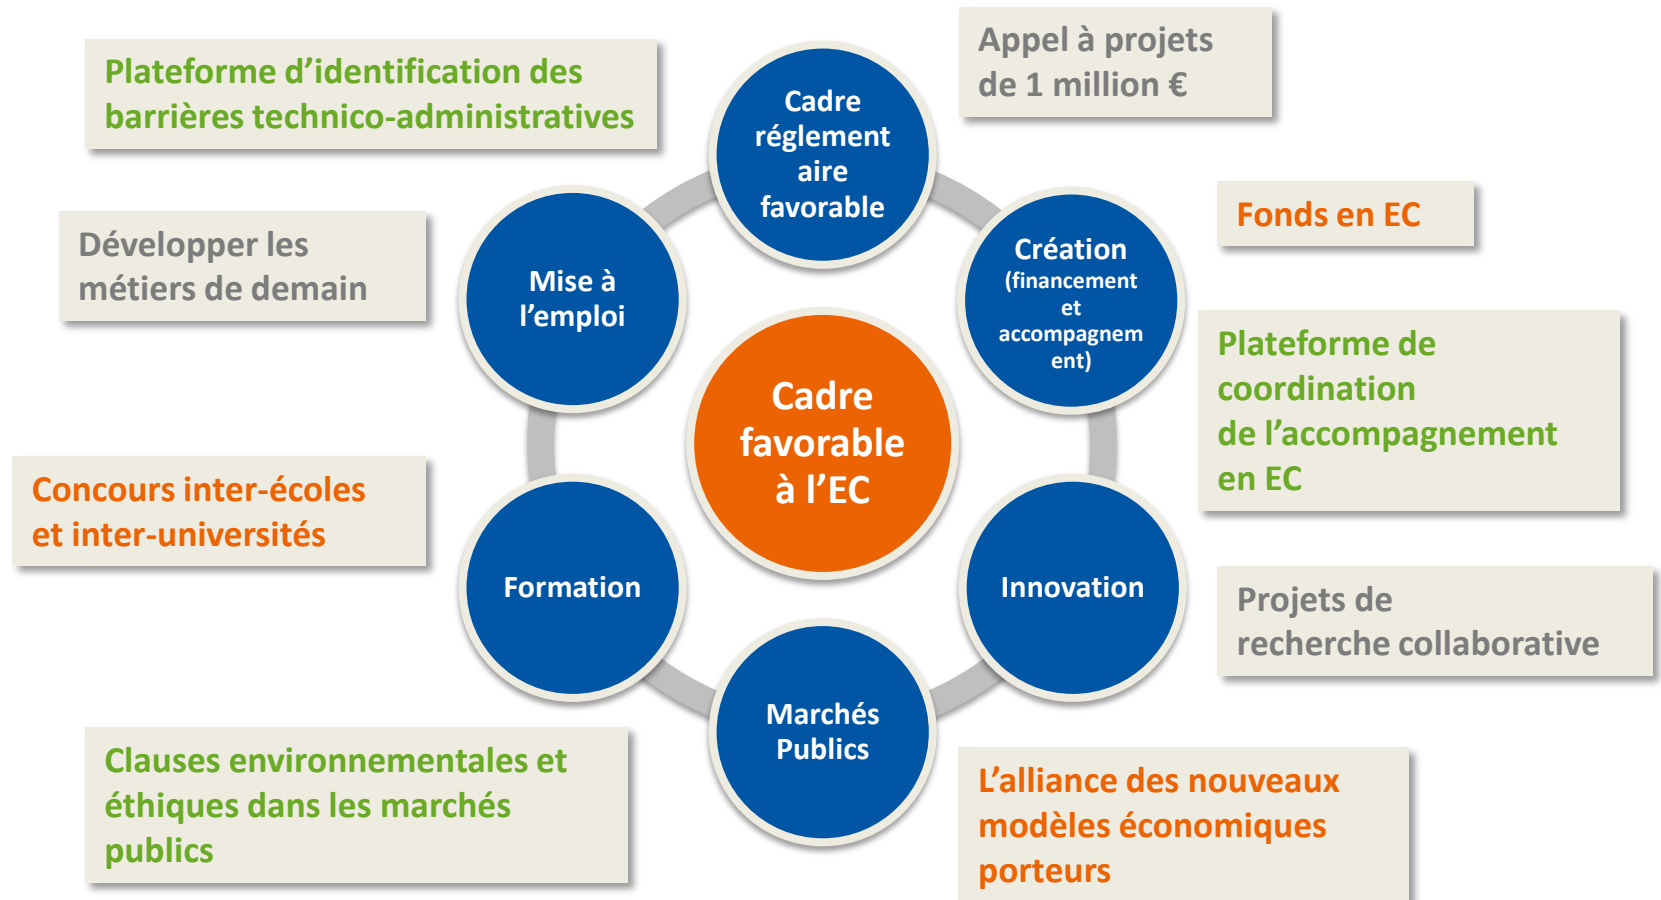 Appel à projets
de 1 million €
Plateforme d’identification des
barrières technico-administratives
Cadre
réglement
aire
favorable
Fonds en EC
Développer les
métiers de demain
Mise à
l’emploi
Création
(financement
et
accompagnem
ent)
Plateforme de
coordination
de l’accompagnement
en EC
Cadre
favorable
à l’EC
Concours inter-écoles
et inter-universités
Formation
Innovation
Projets de
recherche collaborative
Marchés
Publics
Clauses environnementales et
éthiques dans les marchés
publics
L’alliance des nouveaux
modèles économiques
porteurs